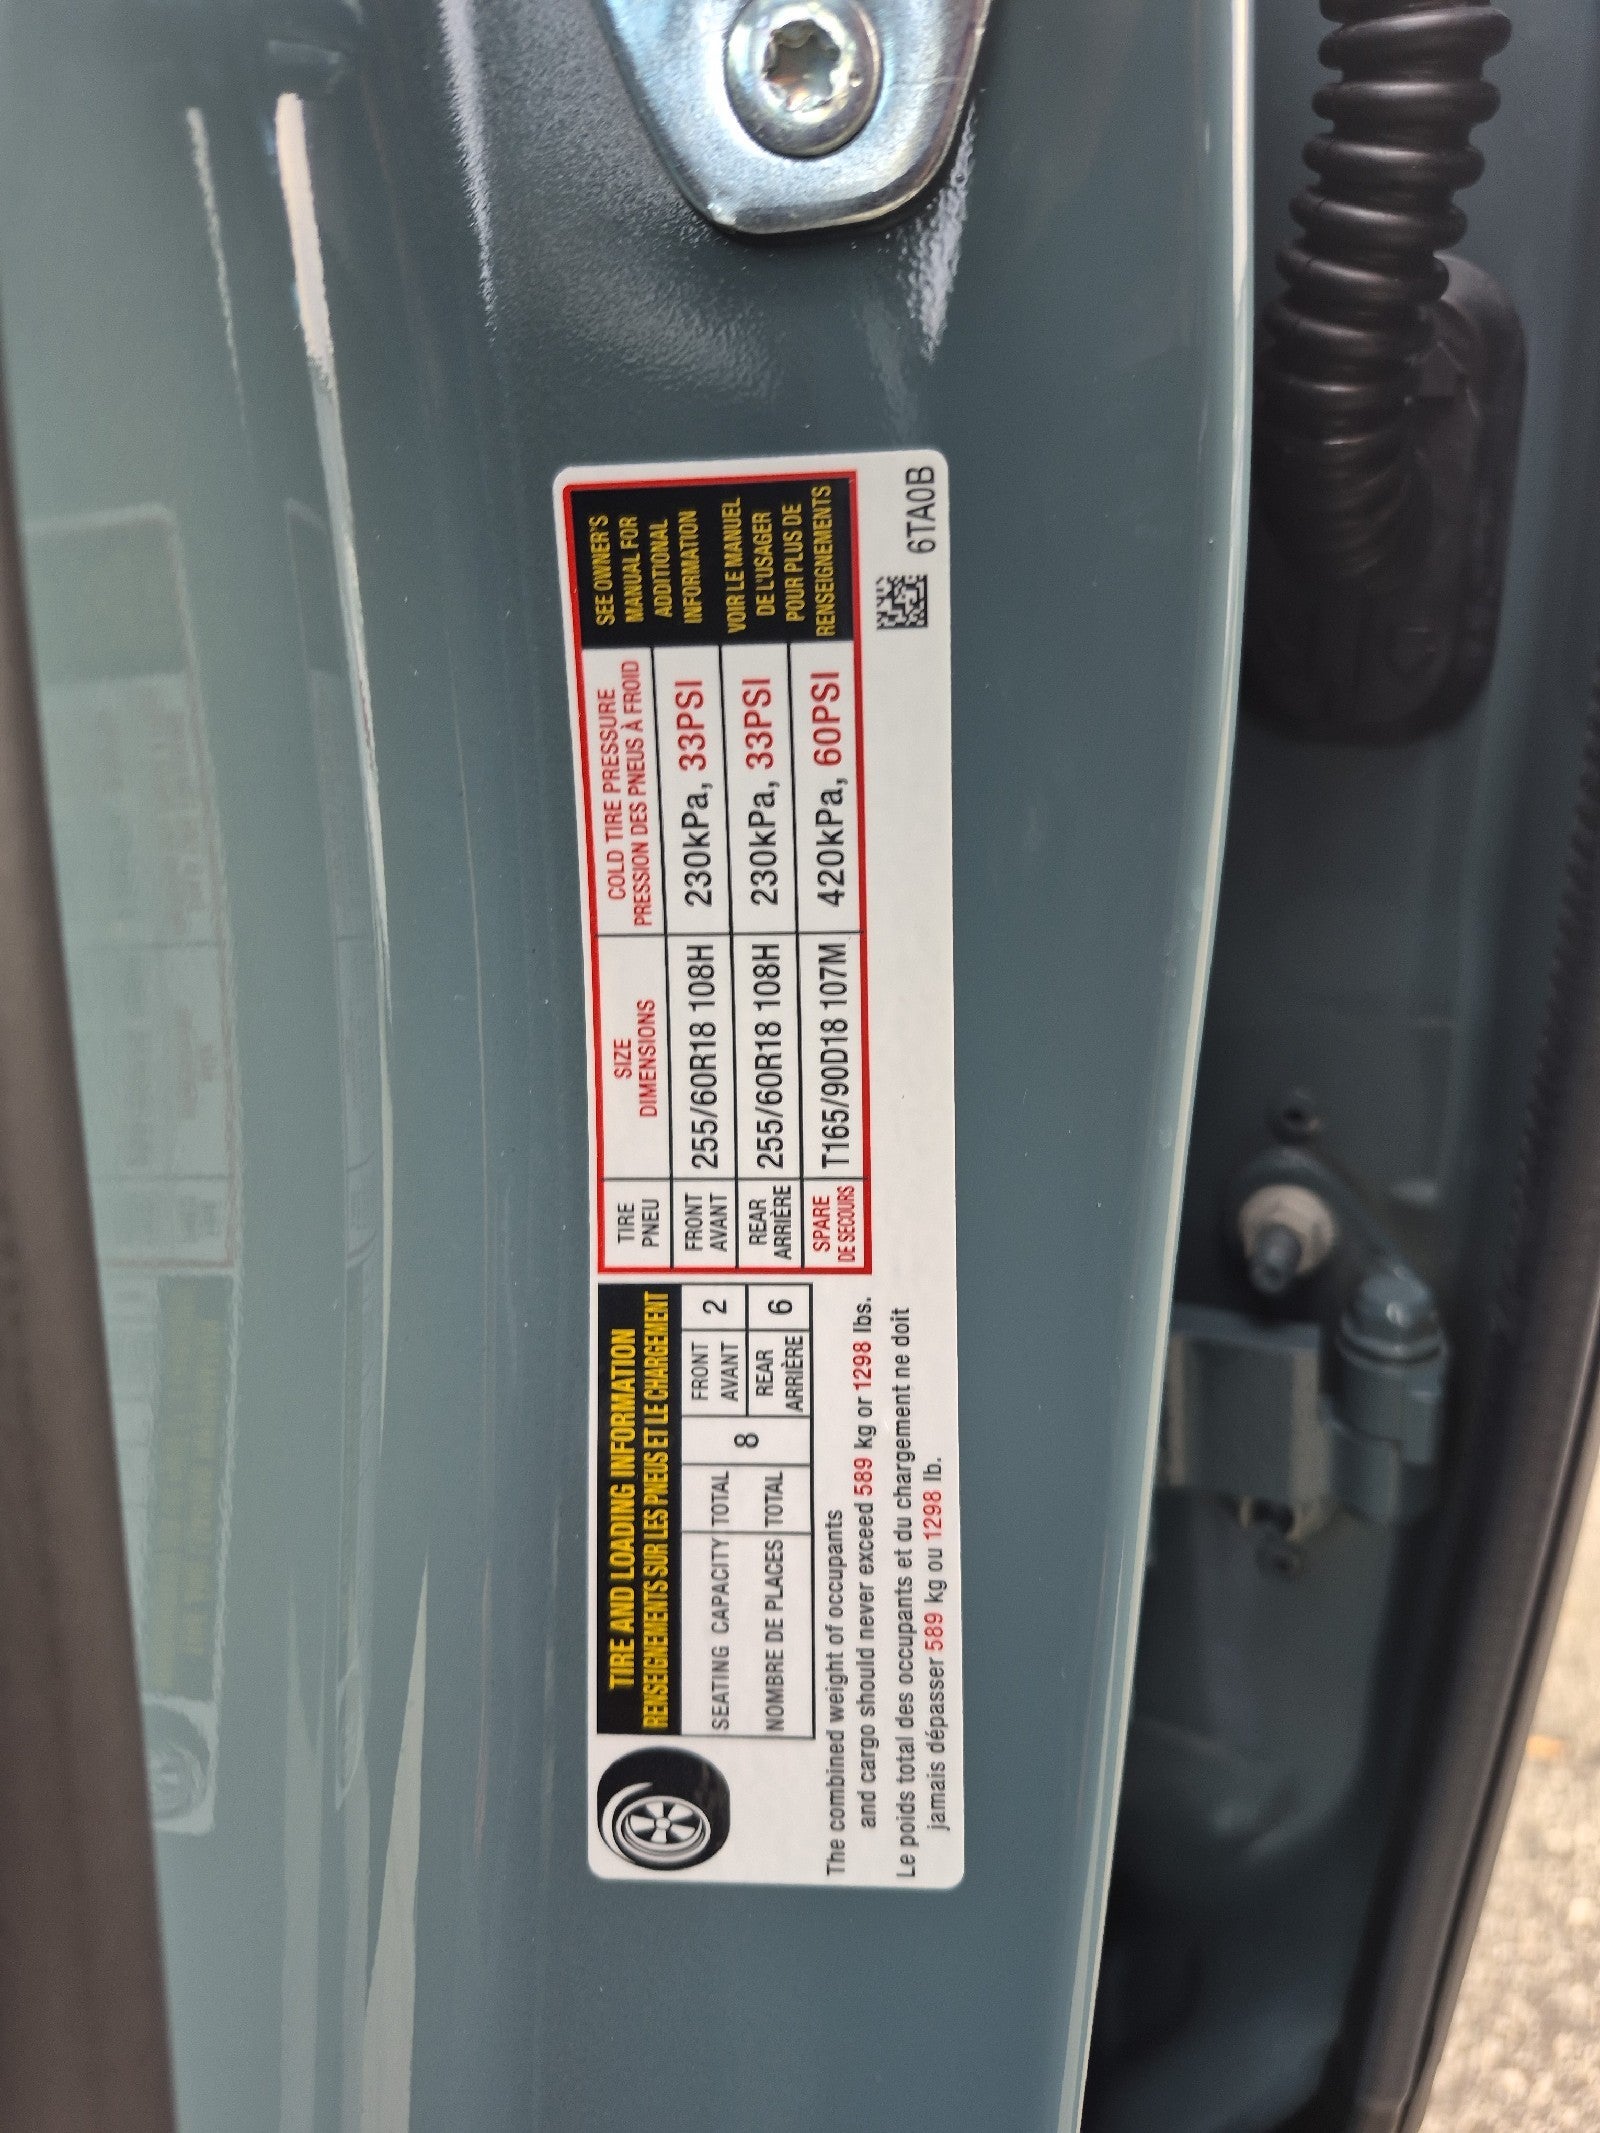 TIRE AND LOADING INFORMATION
RENSEIGNEMENTS SUR LES PNEUS ET LE CHARGEMENT
SEATING CAPACITY TOTAL 8 FRONT 2
AVANT
NOMBRE DE PLACES TOTAL REAR 6
ARRIÈRE
The combined weight of occupants
and cargo should never exceed 589 kg or 1298 lbs.
Le poids total des occupants et du chargement ne doit
jamais dépasser 589 kg ou 1298 lb.
TIRE SIZE COLD TIRE PRESSURE
PNEU DIMENSIONS PRESSION DES PNEUS À FROID
FRONT 255/60R18 108H 230kPa, 33PSI
AVANT
REAR 255/60R18 108H 230kPa, 33PSI
ARRIÈRE
SPARE T165/90D18 107M 420kPa, 60PSI
DE SECOURS
SEE OWNER'S
MANUAL FOR
ADDITIONAL
INFORMATION
VOIR LE MANUEL
DE L'USAGER
POUR PLUS DE
RENSEIGNEMENTS
6TA0B